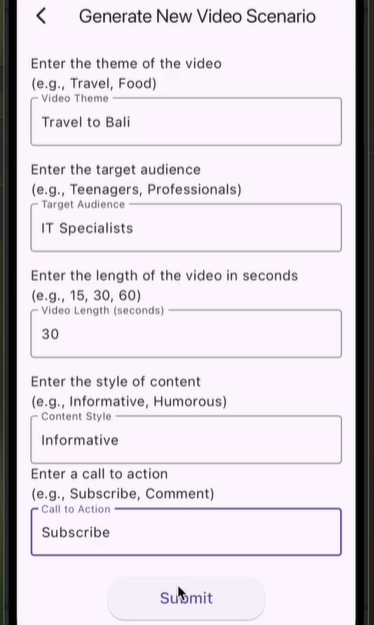 Generate New Video Scenario
Enter the theme of the video
(e.g., Travel, Food)
Video Theme
Travel to Bali
Enter the target audience
(e.g., Teenagers, Professionals)
Target Audience
IT Specialists
Enter the length of the video in seconds
(e.g., 15, 30, 60)
Video Length (seconds)
30
Enter the style of content
(e.g., Informative, Humorous)
Content Style
Informative
Enter a call to action
(e.g., Subscribe, Comment)
Call to Action
Subscribe
Submit